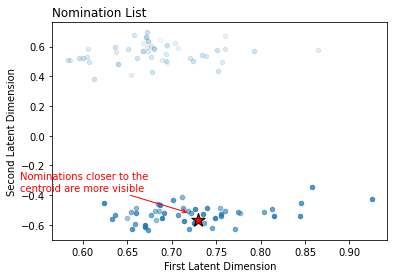 Nomination List
Second Latent Dimension
0.6
0.4
0.2
0.0
−0.2
−0.4
−0.6
Nominations closer to the
centroid are more visible
0.60 0.65 0.70 0.75 0.80 0.85 0.90
First Latent Dimension